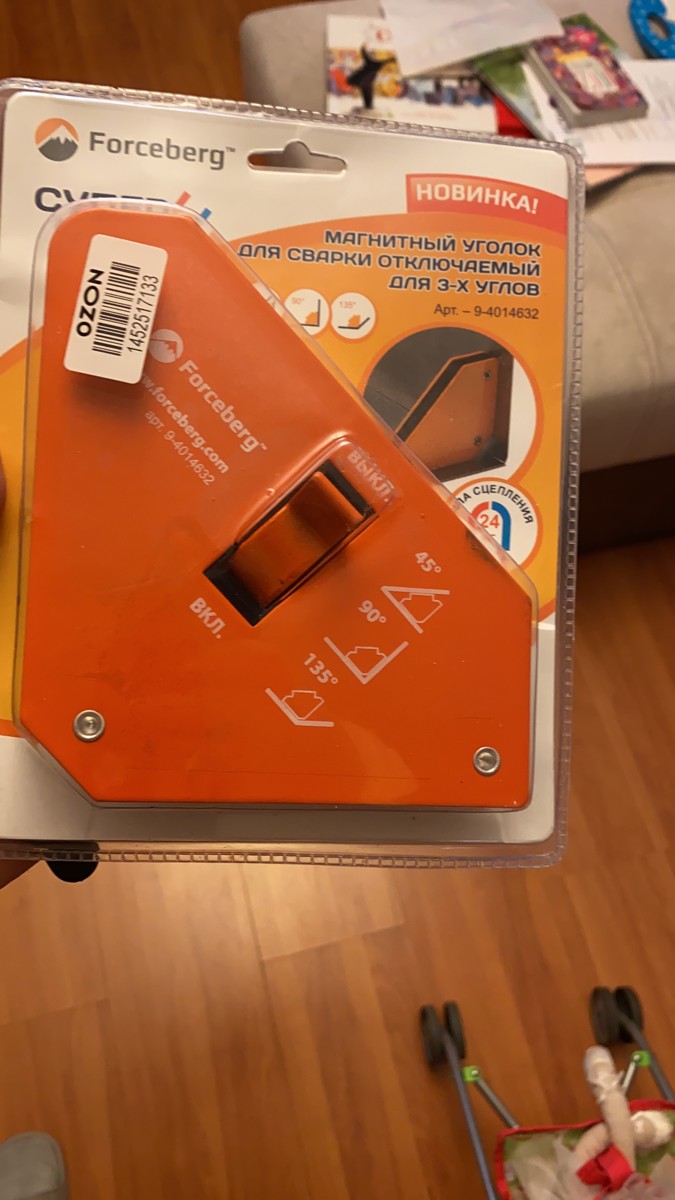 Forceberg™
НОВИНКА!
МАГНИТНЫЙ УГОЛОК
ДЛЯ СВАРКИ ОТКЛЮЧАЕМЫЙ
ДЛЯ 3-Х УГЛОВ
Арт. – 9-4014632
90°
135°
OZON
1452517133
Forceberg™
www.forceberg.com
арт. 9-4014632
ВЫКЛ.
ВКЛ.
СЦЕПЛЕНИЯ
24
45°
90°
135°